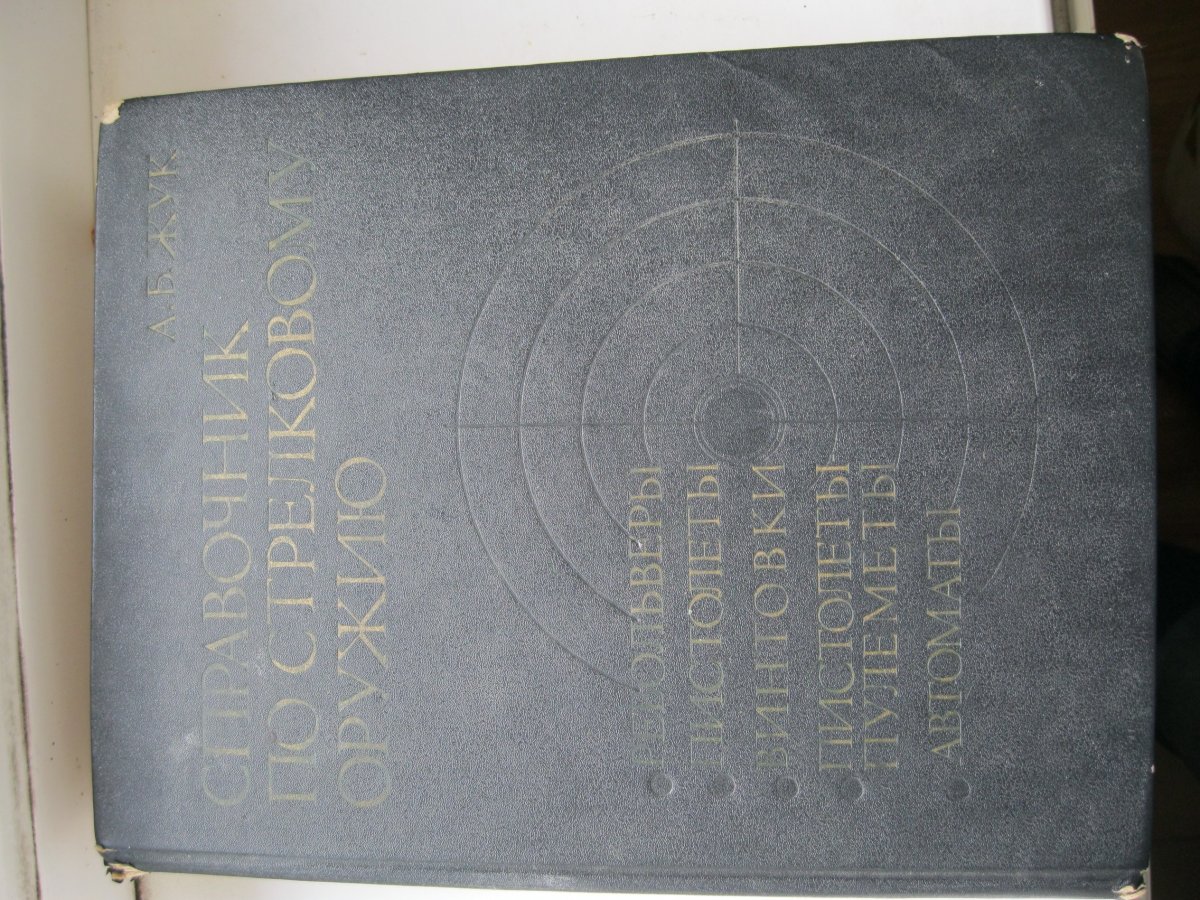 А.Б. ЖУК
СПРАВОЧНИК
ПО СТРЕЛКОВОМУ
ОРУЖИЮ
РЕВОЛЬВЕРЫ
ПИСТОЛЕТЫ
ВИНТОВКИ
ПИСТОЛЕТЫ
ПУЛЕМЕТЫ
АВТОМАТЫ